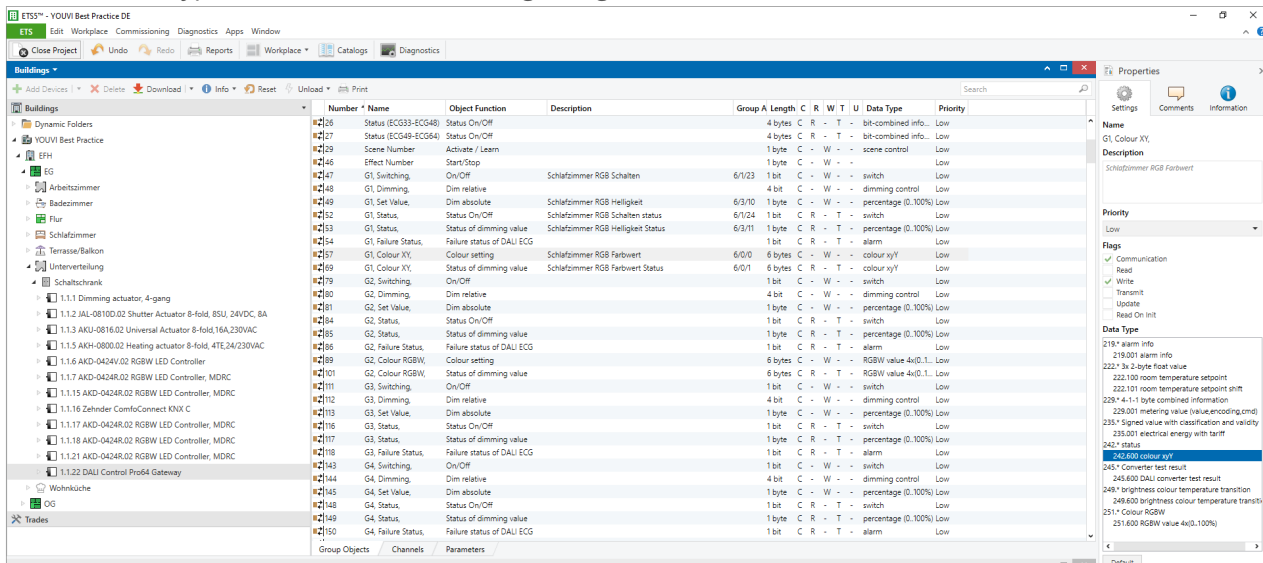 ETS5™ - YOUVI Best Practice DE
ETS Edit Workplace Commissioning Diagnostics Apps Window
Close Project Undo Redo Reports Workplace Catalogs Diagnostics
Buildings
Add Devices Delete Download Info Reset Unload Print Search
Buildings
Dynamic Folders
YOUVI Best Practice
EFH
EG
Arbeitszimmer
Badezimmer
Flur
Schlafzimmer
Terrasse/Balkon
Unterverteilung
Schaltschrank
1.1.1 Dimming actuator, 4-gang
1.1.2 JAL-0810D.02 Shutter Actuator 8-fold, 8SU, 24VDC, 8A
1.1.3 AKU-0816.02 Universal Actuator 8-fold,16A,230VAC
1.1.5 AKH-0800.02 Heating actuator 8-fold, 4TE,24/230VAC
1.1.6 AKD-0424V.02 RGBW LED Controller
1.1.7 AKD-0424R.02 RGBW LED Controller, MDRC
1.1.15 AKD-0424R.02 RGBW LED Controller, MDRC
1.1.16 Zehnder ComfoConnect KNX C
1.1.17 AKD-0424R.02 RGBW LED Controller, MDRC
1.1.18 AKD-0424R.02 RGBW LED Controller, MDRC
1.1.21 AKD-0424R.02 RGBW LED Controller, MDRC
1.1.22 DALI Control Pro64 Gateway
Wohnküche
OG
Trades
Number Name Object Function Description Group A Length C R W T U Data Type Priority
26 Status (ECG33-ECG48) Status On/Off 4 bytes C R - T - bit-combined info... Low
27 Status (ECG49-ECG64) Status On/Off 4 bytes C R - T - bit-combined info... Low
29 Scene Number Activate / Learn 1 byte C - W - - scene control Low
46 Effect Number Start/Stop 1 byte C - W - - Low
47 G1, Switching, On/Off Schlafzimmer RGB Schalten 6/1/23 1 bit C - W - - switch Low
48 G1, Dimming, Dim relative 4 bit C - W - - dimming control Low
49 G1, Set Value, Dim absolute Schlafzimmer RGB Helligkeit 6/3/10 1 byte C - W - - percentage (0..100%) Low
52 G1, Status, Status On/Off Schlafzimmer RGB Schalten status 6/1/24 1 bit C R - T - switch Low
53 G1, Status, Status of dimming value Schlafzimmer RGB Helligkeit Status 6/3/11 1 byte C R - T - percentage (0..100%) Low
54 G1, Failure Status, Failure status of DALI ECG 1 bit C R - T - alarm Low
57 G1, Colour XY, Colour setting Schlafzimmer RGB Farbwert 6/0/0 6 bytes C - W - - colour xyY Low
69 G1, Colour XY, Status of dimming value Schlafzimmer RGB Farbwert Status 6/0/1 6 bytes C R - T - colour xyY Low
79 G2, Switching, On/Off 1 bit C - W - - switch Low
80 G2, Dimming, Dim relative 4 bit C - W - - dimming control Low
81 G2, Set Value, Dim absolute 1 byte C - W - - percentage (0..100%) Low
84 G2, Status, Status On/Off 1 bit C R - T - switch Low
85 G2, Status, Status of dimming value 1 byte C R - T - percentage (0..100%) Low
86 G2, Failure Status, Failure status of DALI ECG 1 bit C R - T - alarm Low
89 G2, Colour RGBW, Colour setting 6 bytes C - W - - RGBW value 4x(0..1... Low
101 G2, Colour RGBW, Status of dimming value 6 bytes C R - T - RGBW value 4x(0..1... Low
111 G3, Switching, On/Off 1 bit C - W - - switch Low
112 G3, Dimming, Dim relative 4 bit C - W - - dimming control Low
113 G3, Set Value, Dim absolute 1 byte C - W - - percentage (0..100%) Low
116 G3, Status, Status On/Off 1 bit C R - T - switch Low
117 G3, Status, Status of dimming value 1 byte C R - T - percentage (0..100%) Low
118 G3, Failure Status, Failure status of DALI ECG 1 bit C R - T - alarm Low
143 G4, Switching, On/Off 1 bit C - W - - switch Low
144 G4, Dimming, Dim relative 4 bit C - W - - dimming control Low
145 G4, Set Value, Dim absolute 1 byte C - W - - percentage (0..100%) Low
148 G4, Status, Status On/Off 1 bit C R - T - switch Low
149 G4, Status, Status of dimming value 1 byte C R - T - percentage (0..100%) Low
150 G4, Failure Status, Failure status of DALI ECG 1 bit C R - T - alarm Low
Group Objects Channels Parameters
Properties
Settings Comments Information
Name
G1, Colour XY,
Description
Schlafzimmer RGB Farbwert
Priority
Low
Flags
Communication
Read
Write
Transmit
Update
Read On Init
Data Type
219.* alarm info
219.001 alarm info
222.* 3x 2-byte float value
222.100 room temperature setpoint
222.101 room temperature setpoint shift
229.* 4-1-1 byte combined information
229.001 metering value (value,encoding,cmd)
235.* Signed value with classification and validity
235.001 electrical energy with tariff
242.* status
242.600 colour xyY
245.* Converter test result
245.600 DALI converter test result
249.* brightness colour temperature transition
249.600 brightness colour temperature transiti
251.* Colour RGBW
251.600 RGBW value 4x(0..100%)
Default